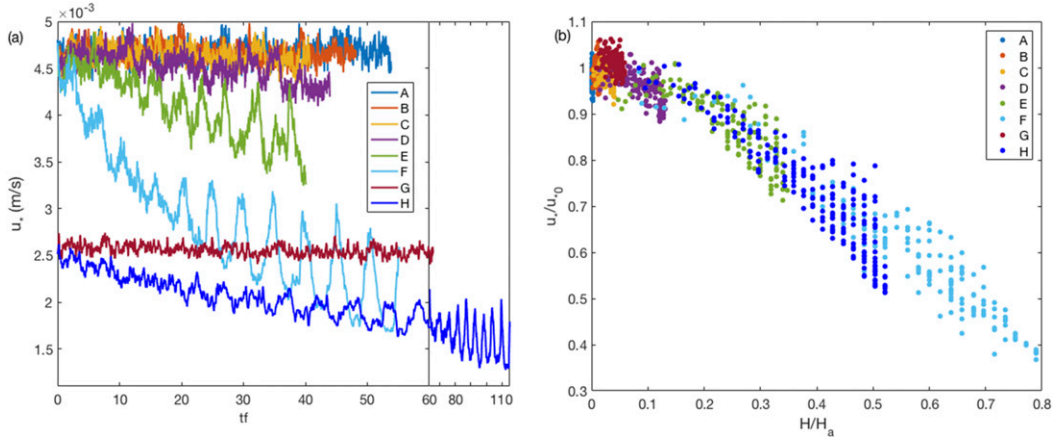 (a)
5 ×10⁻³
4.5
4
3.5
3
2.5
2
1.5
u* (m/s)
0 10 20 30 40 50 60 80 110
tf
A
B
C
D
E
F
G
H
(b)
1.1
1
0.9
0.8
0.7
0.6
0.5
0.4
0.3
u*/u*0
0 0.1 0.2 0.3 0.4 0.5 0.6 0.7 0.8
H/Ha
A
B
C
D
E
F
G
H